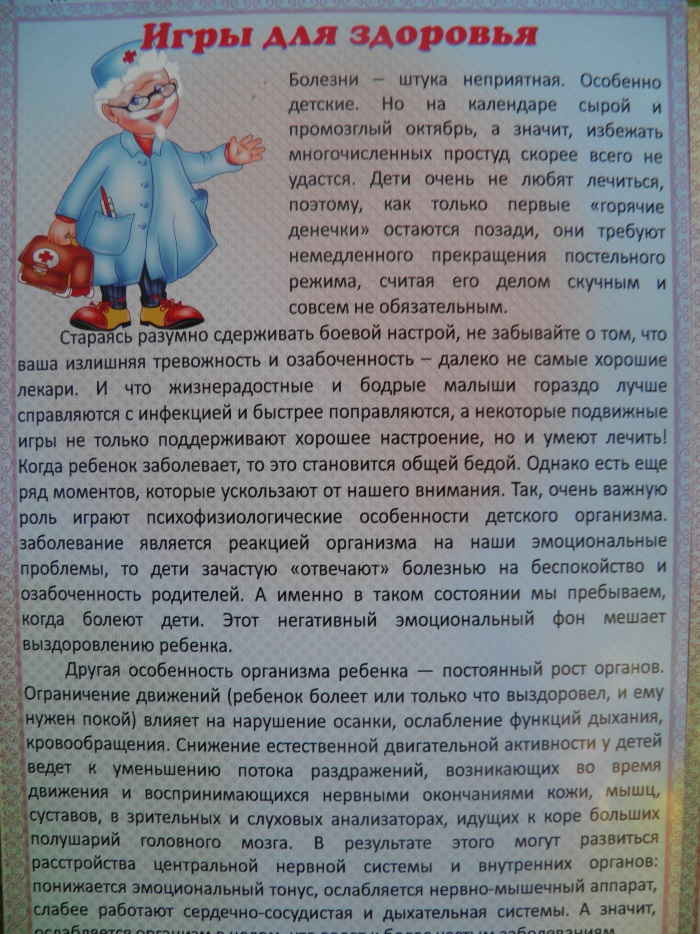 Игры для здоровья
Болезни – штука неприятная. Особенно
детские. Но на календаре сырой и
промозглый октябрь, а значит, избежать
многочисленных простуд скорее всего не
удастся. Дети очень не любят лечиться,
поэтому, как только первые «горячие
денечки» остаются позади, они требуют
немедленного прекращения постельного
режима, считая его делом скучным и
совсем не обязательным.
Стараясь разумно сдерживать боевой настрой, не забывайте о том, что
ваша излишняя тревожность и озабоченность – далеко не самые хорошие
лекари. И что жизнерадостные и бодрые малыши гораздо лучше
справляются с инфекцией и быстрее поправляются, а некоторые подвижные
игры не только поддерживают хорошее настроение, но и умеют лечить!
Когда ребенок заболевает, то это становится общей бедой. Однако есть еще
ряд моментов, которые ускользают от нашего внимания. Так, очень важную
роль играют психофизиологические особенности детского организма.
заболевание является реакцией организма на наши эмоциональные
проблемы, то дети зачастую «отвечают» болезнью на беспокойство и
озабоченность родителей. А именно в таком состоянии мы пребываем,
когда болеют дети. Этот негативный эмоциональный фон мешает
выздоровлению ребенка.
Другая особенность организма ребенка — постоянный рост органов.
Ограничение движений (ребенок болеет или только что выздоровел, и ему
нужен покой) влияет на нарушение осанки, ослабление функций дыхания,
кровообращения. Снижение естественной двигательной активности у детей
ведет к уменьшению потока раздражений, возникающих во время
движения и воспринимающихся нервными окончаниями кожи, мышц,
суставов, в зрительных и слуховых анализаторах, идущих к коре больших
полушарий головного мозга. В результате этого могут развиться
расстройства центральной нервной системы и внутренних органов:
понижается эмоциональный тонус, ослабляется нервно-мышечный аппарат,
слабее работают сердечно-сосудистая и дыхательная системы. А значит,
ослабляется организм в целом, что ведет к более частым заболеваниям.